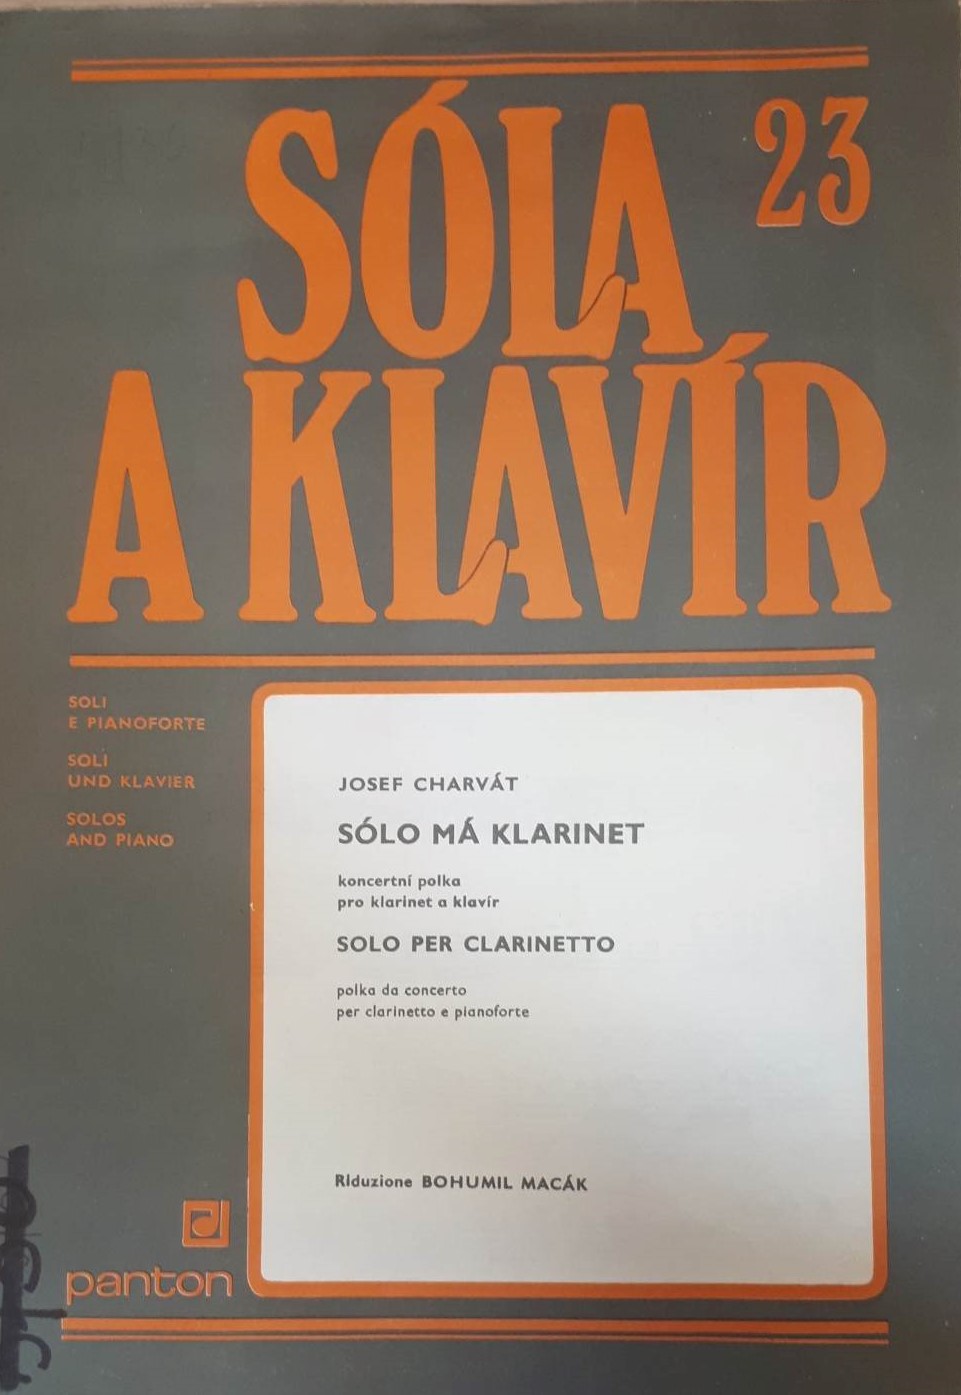 SÓLA 23
A KLAVÍR
SOLI
E PIANOFORTE
SOLI
UND KLAVIER
SOLOS
AND PIANO
JOSEF CHARVÁT
SÓLO MÁ KLARINET
koncertní polka
pro klarinet a klavír
SOLO PER CLARINETTO
polka da concerto
per clarinetto e pianoforte
Riduzione BOHUMIL MACÁK
panton